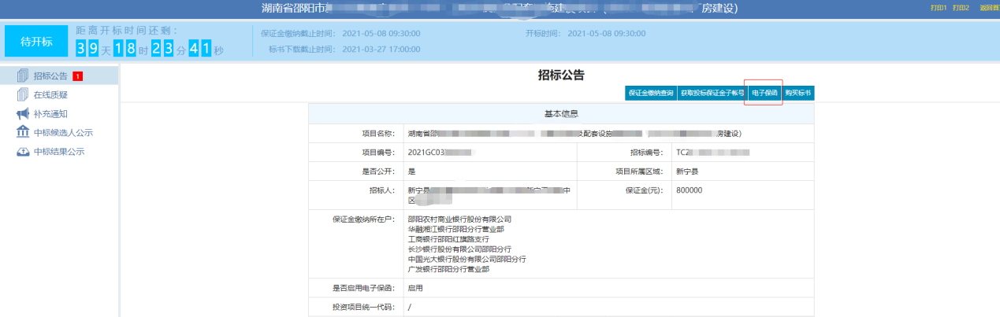 湖南省邵阳市 配套 施建设 房建设)
打印1 打印2 返回首
待开标
距离开标时间还剩:
39天18时23分41秒
保证金缴纳截止时间: 2021-05-08 09:30:00
开标时间: 2021-05-08 09:30:00
标书下载截止时间: 2021-03-27 17:00:00
招标公告 1
在线质疑
补充通知
中标候选人公示
中标结果公示
招标公告
保证金缴纳查询 获取投标保证金子帐号 电子保函 购买标书
基本信息
项目名称: 湖南省邵 及配套设施 房建设)
项目编号: 2021GC03 招标编号: TC2
是否公开: 是 项目所属区域: 新宁县
招标人: 新宁县 中
区
保证金(元): 800000
保证金缴纳所在户: 邵阳农村商业银行股份有限公司
华融湘江银行邵阳分行营业部
工商银行邵阳红旗路支行
长沙银行股份有限公司邵阳分行
中国光大银行股份有限公司邵阳分行
广发银行邵阳分行营业部
是否启用电子保函: 启用
投资项目统一代码: /